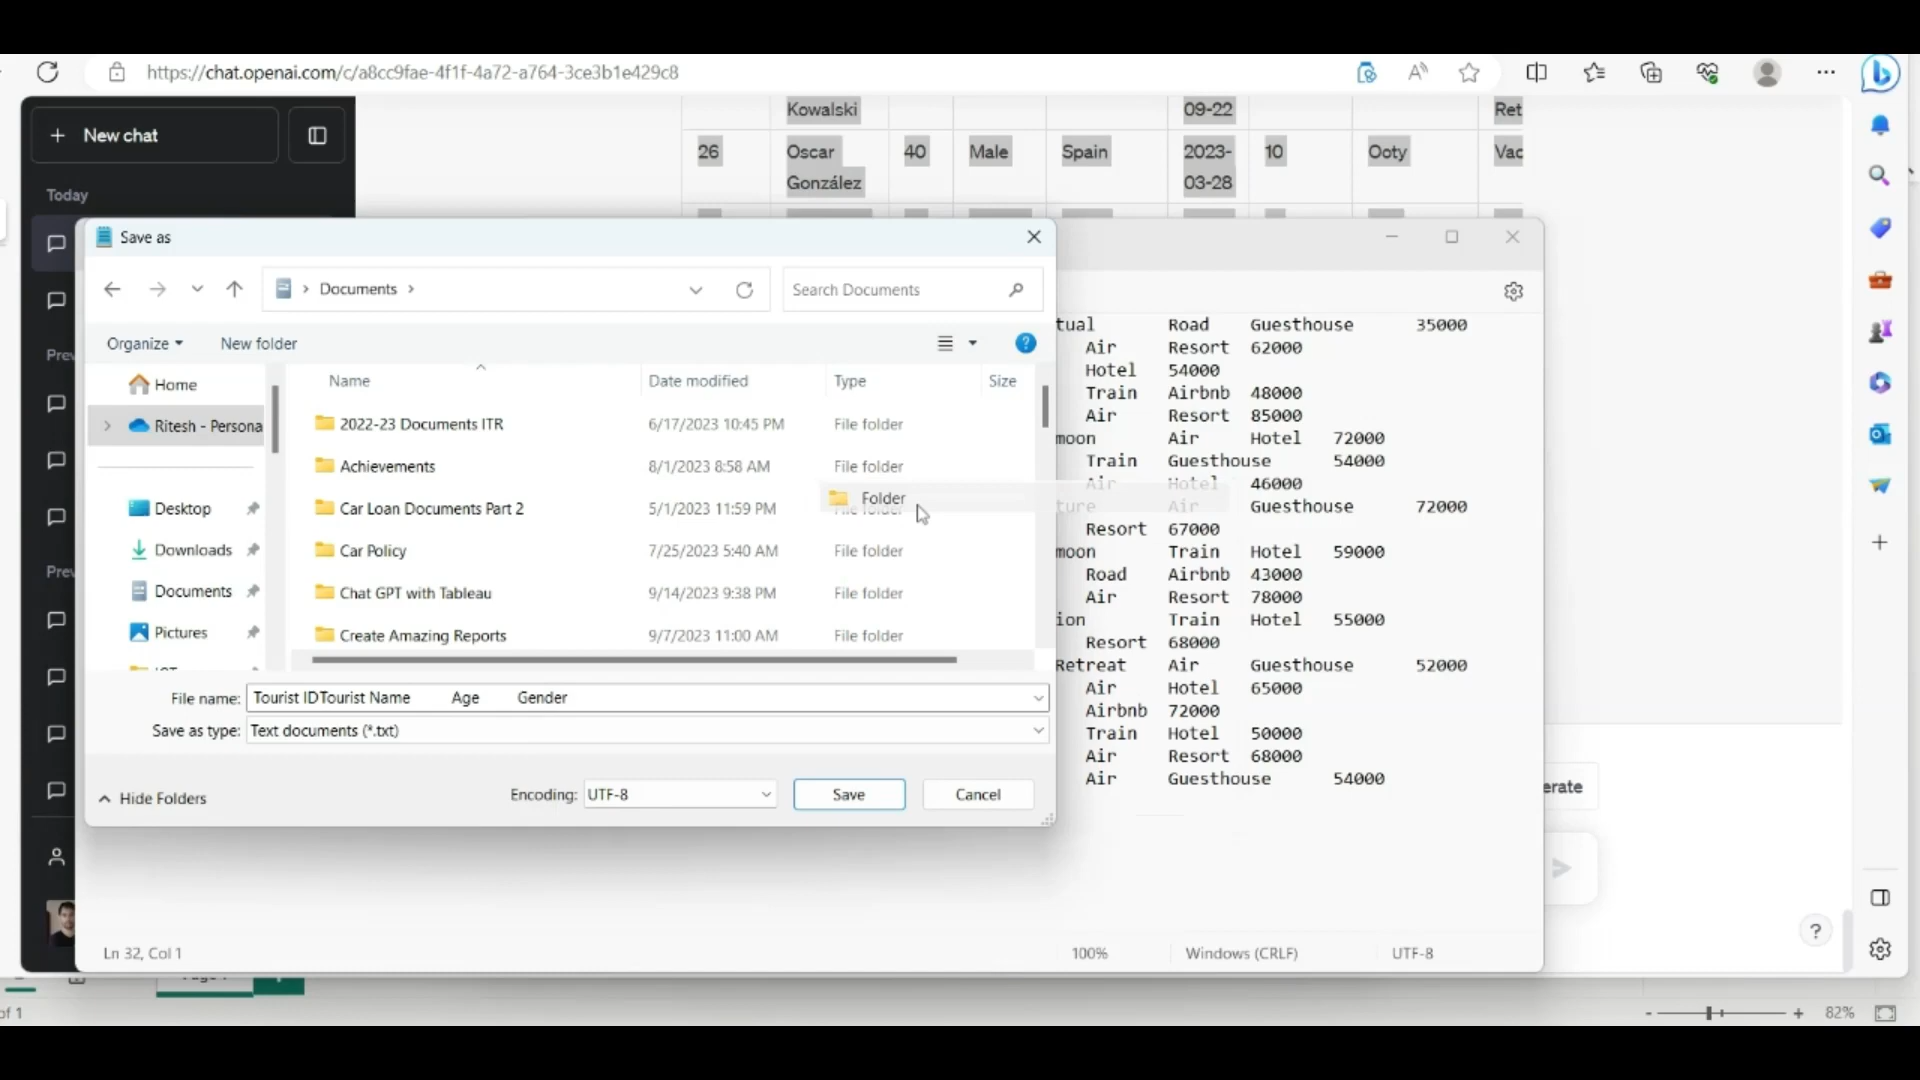 https://chat.openai.com/c/a8cc9fae-4f1f-4a72-a764-3ce3b1e429c8
New chat
Today
Kowalski 09-22 Ret
26 Oscar González 40 Male Spain 2023-03-28 10 Ooty Vac
Save as
Documents
Search Documents
Organize
New folder
Home
Ritesh - Persona
Desktop
Downloads
Documents
Pictures
Name Date modified Type Size
2022-23 Documents ITR 6/17/2023 10:45 PM File folder
Achievements 8/1/2023 8:58 AM File folder
Car Loan Documents Part 2 5/1/2023 11:59 PM File folder
Folder
Car Policy 7/25/2023 5:40 AM File folder
Chat GPT with Tableau 9/14/2023 9:38 PM File folder
Create Amazing Reports 9/7/2023 11:00 AM File folder
File name: Tourist IDTourist Name Age Gender
Save as type: Text documents (*.txt)
Hide Folders
Encoding: UTF-8
Save
Cancel
tual Road Guesthouse 35000
Air Resort 62000
Hotel 54000
Train Airbnb 48000
Air Resort 85000
moon Air Hotel 72000
Train Guesthouse 54000
Air Hotel 46000
ture Air Guesthouse 72000
Resort 67000
moon Train Hotel 59000
Road Airbnb 43000
Air Resort 78000
ion Train Hotel 55000
Resort 68000
Retreat Air Guesthouse 52000
Air Hotel 65000
Airbnb 72000
Train Hotel 50000
Air Resort 68000
Air Guesthouse 54000
erate
Prev
Prev
Ln 32, Col 1
100%
Windows (CRLF)
UTF-8
of 1
82%